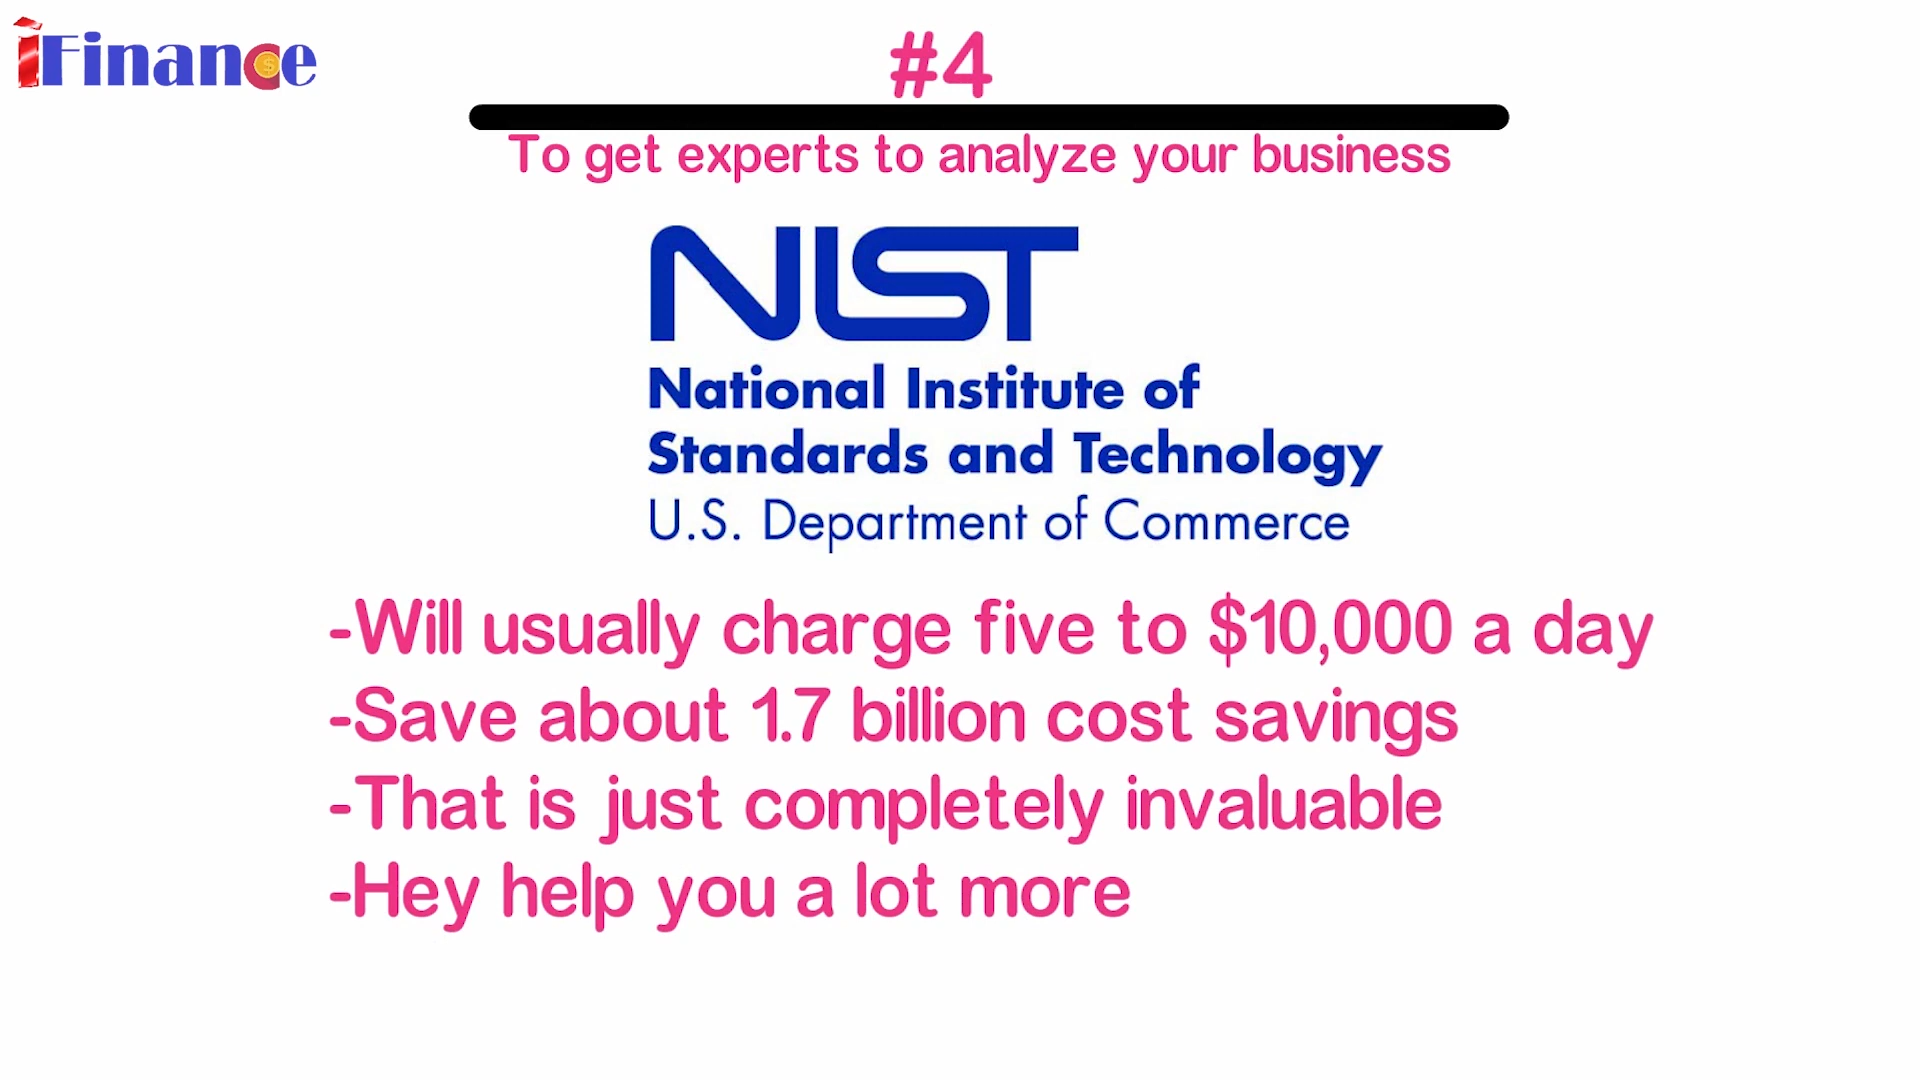 iFinance
#4
To get experts to analyze your business
NIST
National Institute of
Standards and Technology
U.S. Department of Commerce
-Will usually charge five to $10,000 a day
-Save about 1.7 billion cost savings
-That is just completely invaluable
-Hey help you a lot more